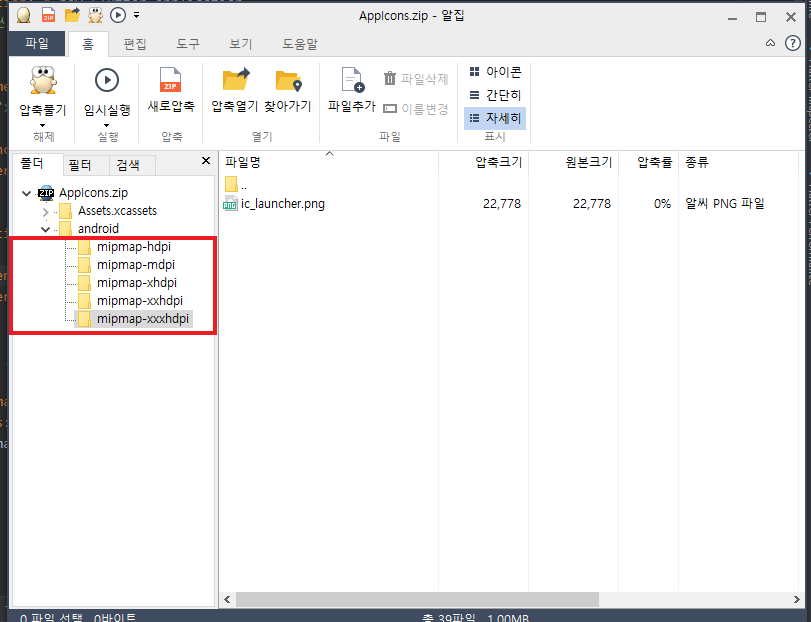 AppIcons.zip - 알집
파일 홈 편집 도구 보기 도움말
압축풀기 임시실행 새로압축 압축열기 찾아가기 파일추가 파일삭제 이름변경 아이콘 간단히 자세히
해제 실행 압축 열기 파일 표시
폴더 필터 검색
파일명 압축크기 원본크기 압축률 종류
AppIcons.zip
Assets.xcassets
android
mipmap-hdpi
mipmap-mdpi
mipmap-xhdpi
mipmap-xxhdpi
mipmap-xxxhdpi
..
ic_launcher.png 22,778 22,778 0% 알씨 PNG 파일
0 파일 선택 0바이트 총 39파일 1.00MB